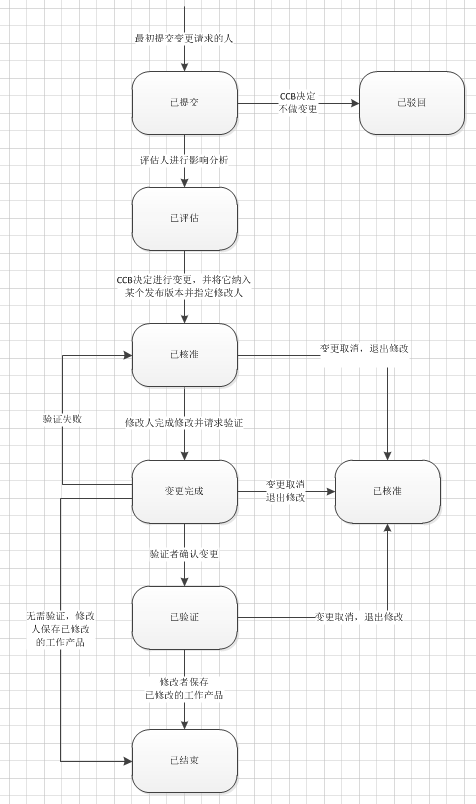 最初提交变更请求的人
已提交
CCB决定
不做变更
已驳回
评估人进行影响分析
已评估
CCB决定进行变更，并将它纳入
某个发布版本并指定修改人
已核准
变更取消，退出修改
验证失败
修改人完成修改并请求验证
变更完成
变更取消
退出修改
已核准
验证者确认变更
无需验证，修改
人保存已修改
的工作产品
已验证
变更取消，退出修改
修改者保存
已修改的工作产品
已结束